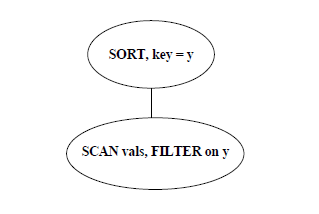 SORT, key = y
SCAN vals, FILTER on y